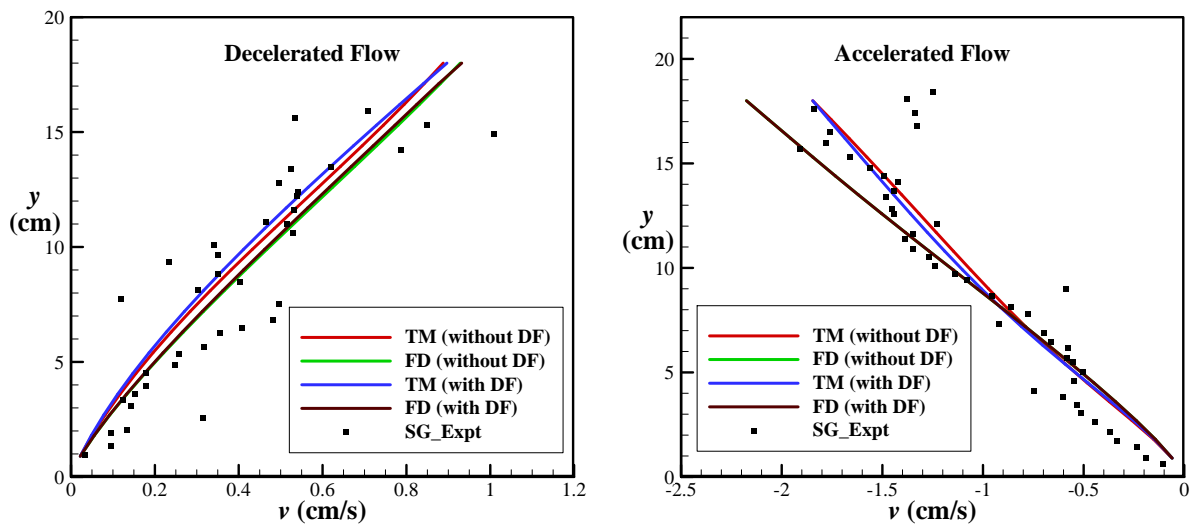 Decelerated Flow
20
15
10
5
0
y
(cm)
TM (without DF)
FD (without DF)
TM (with DF)
FD (with DF)
SG_Expt
0 0.2 0.4 0.6 0.8 1 1.2
v (cm/s)
Accelerated Flow
20
15
10
5
0
y
(cm)
TM (without DF)
FD (without DF)
TM (with DF)
FD (with DF)
SG_Expt
-2.5 -2 -1.5 -1 -0.5 0
v (cm/s)